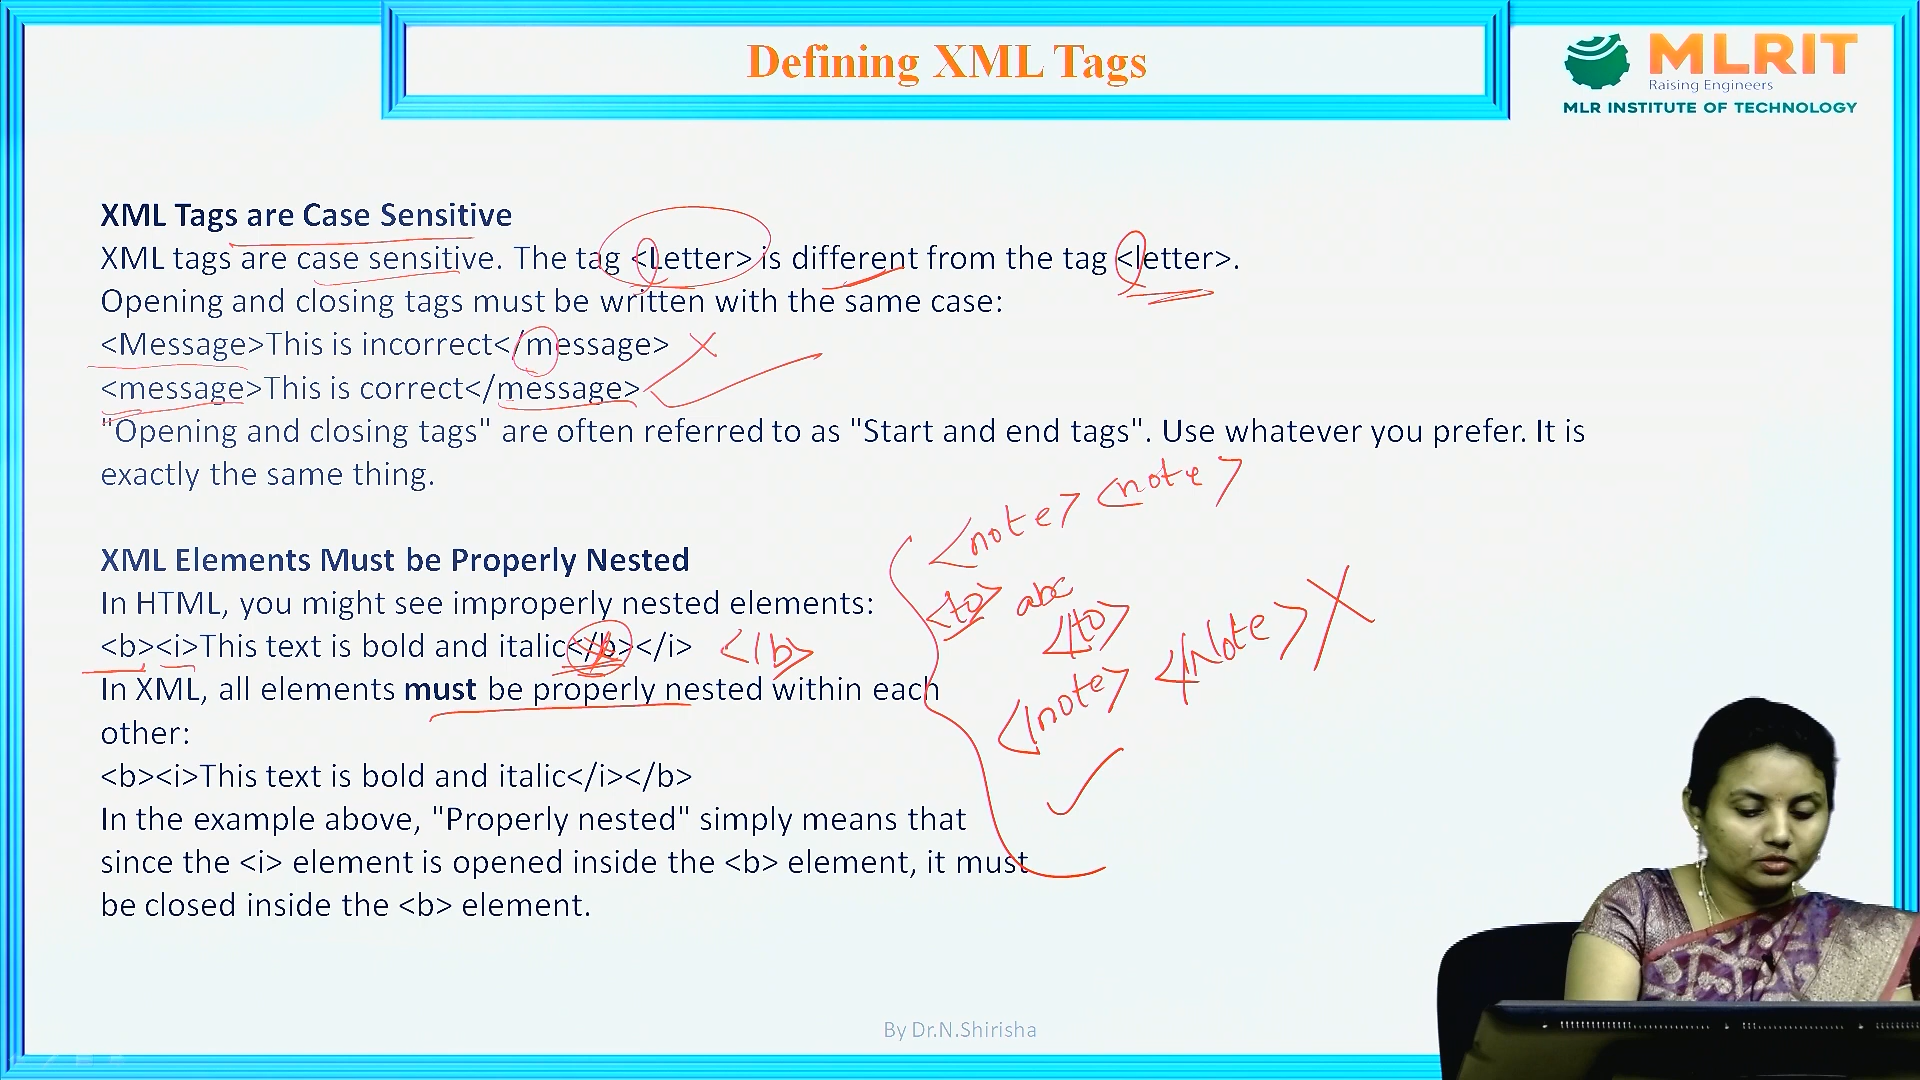 Defining XML Tags
MLRIT
Raising Engineers
MLR INSTITUTE OF TECHNOLOGY
XML Tags are Case Sensitive
XML tags are case sensitive. The tag <Letter> is different from the tag <letter>.
Opening and closing tags must be written with the same case:
<Message>This is incorrect</message> X
<message>This is correct</message>
"Opening and closing tags" are often referred to as "Start and end tags". Use whatever you prefer. It is
exactly the same thing.
<note> <note>
XML Elements Must be Properly Nested
In HTML, you might see improperly nested elements:
<to> abc
</to>
<b><i>This text is bold and italic</b></i> </b>
</note> </Note> X
In XML, all elements must be properly nested within each
other:
<b><i>This text is bold and italic</i></b>
In the example above, "Properly nested" simply means that
since the <i> element is opened inside the <b> element, it must
be closed inside the <b> element.
By Dr.N.Shirisha